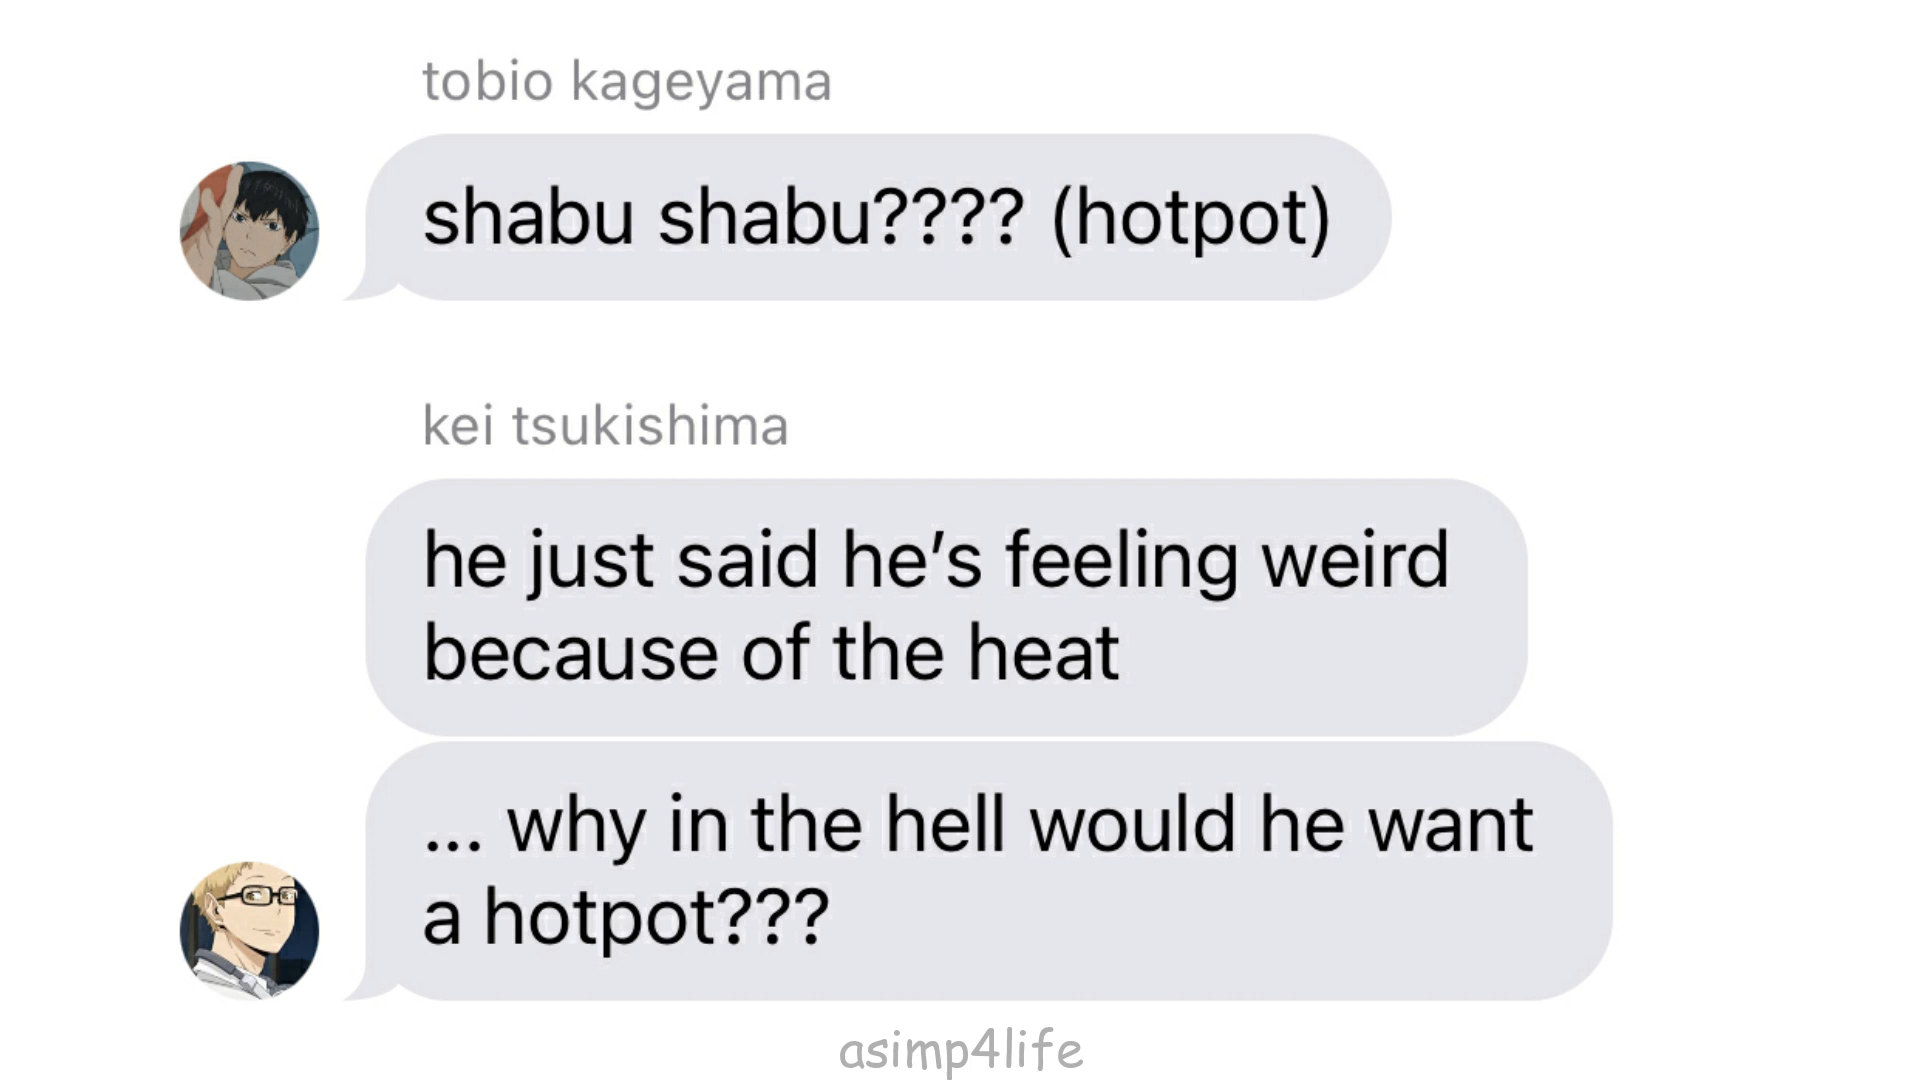 tobio kageyama
shabu shabu???? (hotpot)
kei tsukishima
he just said he’s feeling weird
because of the heat
... why in the hell would he want
a hotpot???
asimp4life